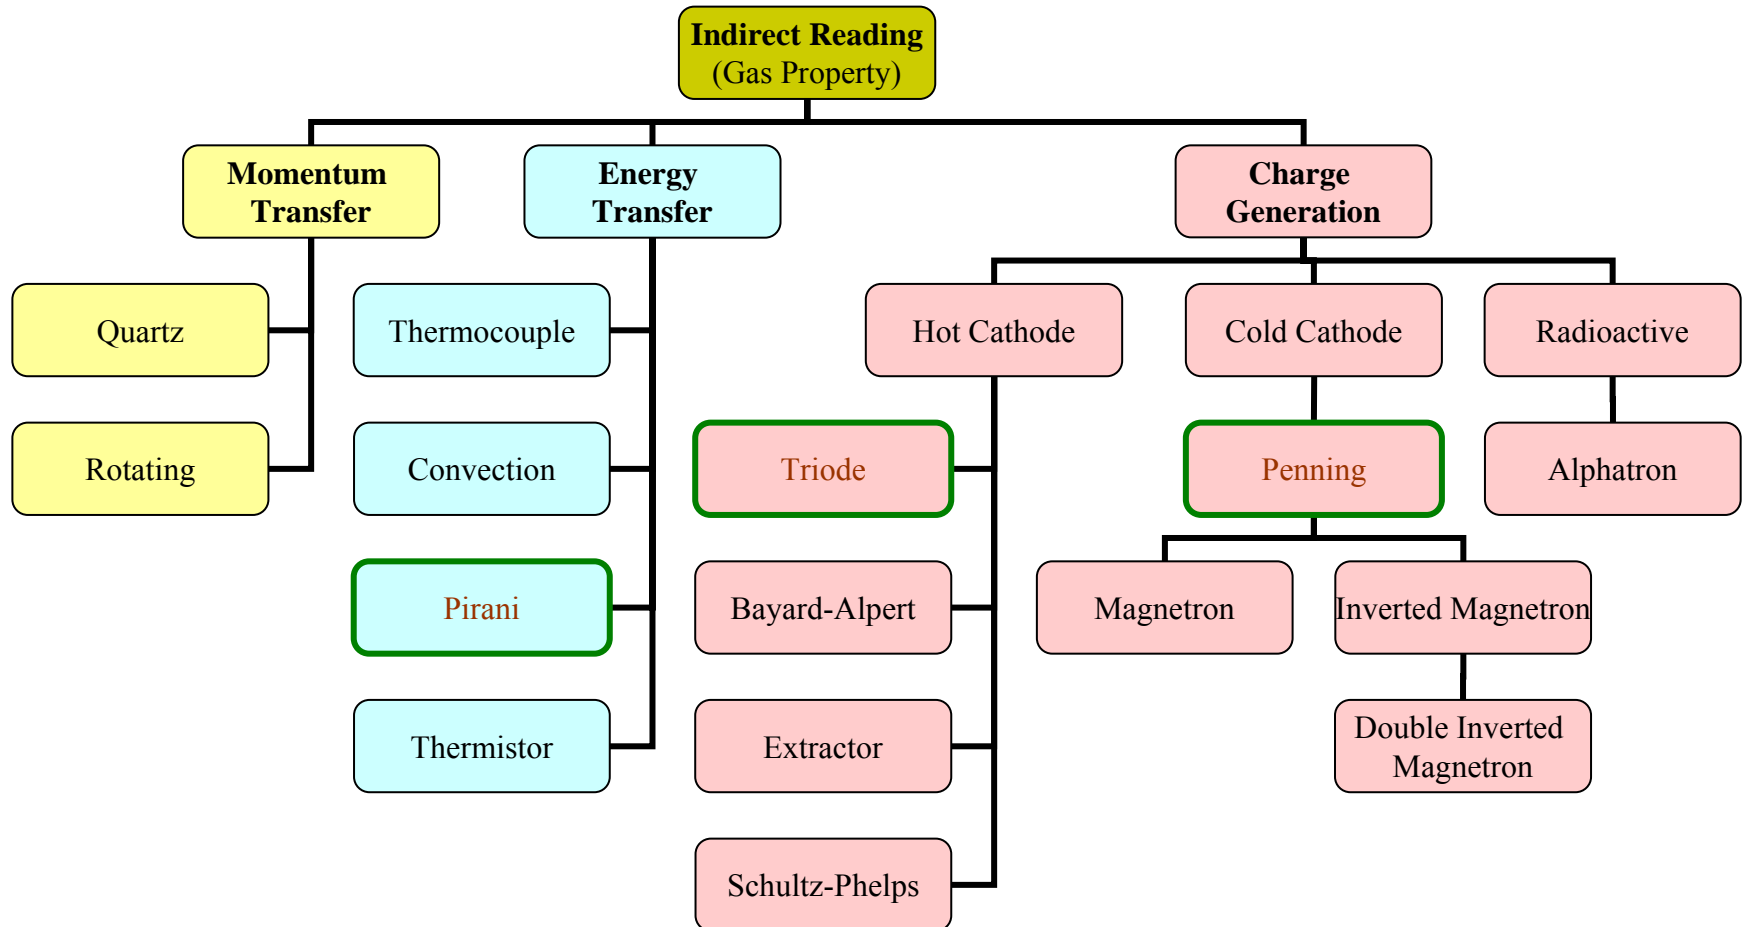 Indirect Reading
(Gas Property)
Momentum
Transfer
Energy
Transfer
Charge
Generation
Quartz
Thermocouple
Hot Cathode
Cold Cathode
Radioactive
Rotating
Convection
Triode
Penning
Alphatron
Pirani
Bayard-Alpert
Magnetron
Inverted Magnetron
Thermistor
Extractor
Double Inverted
Magnetron
Schultz-Phelps